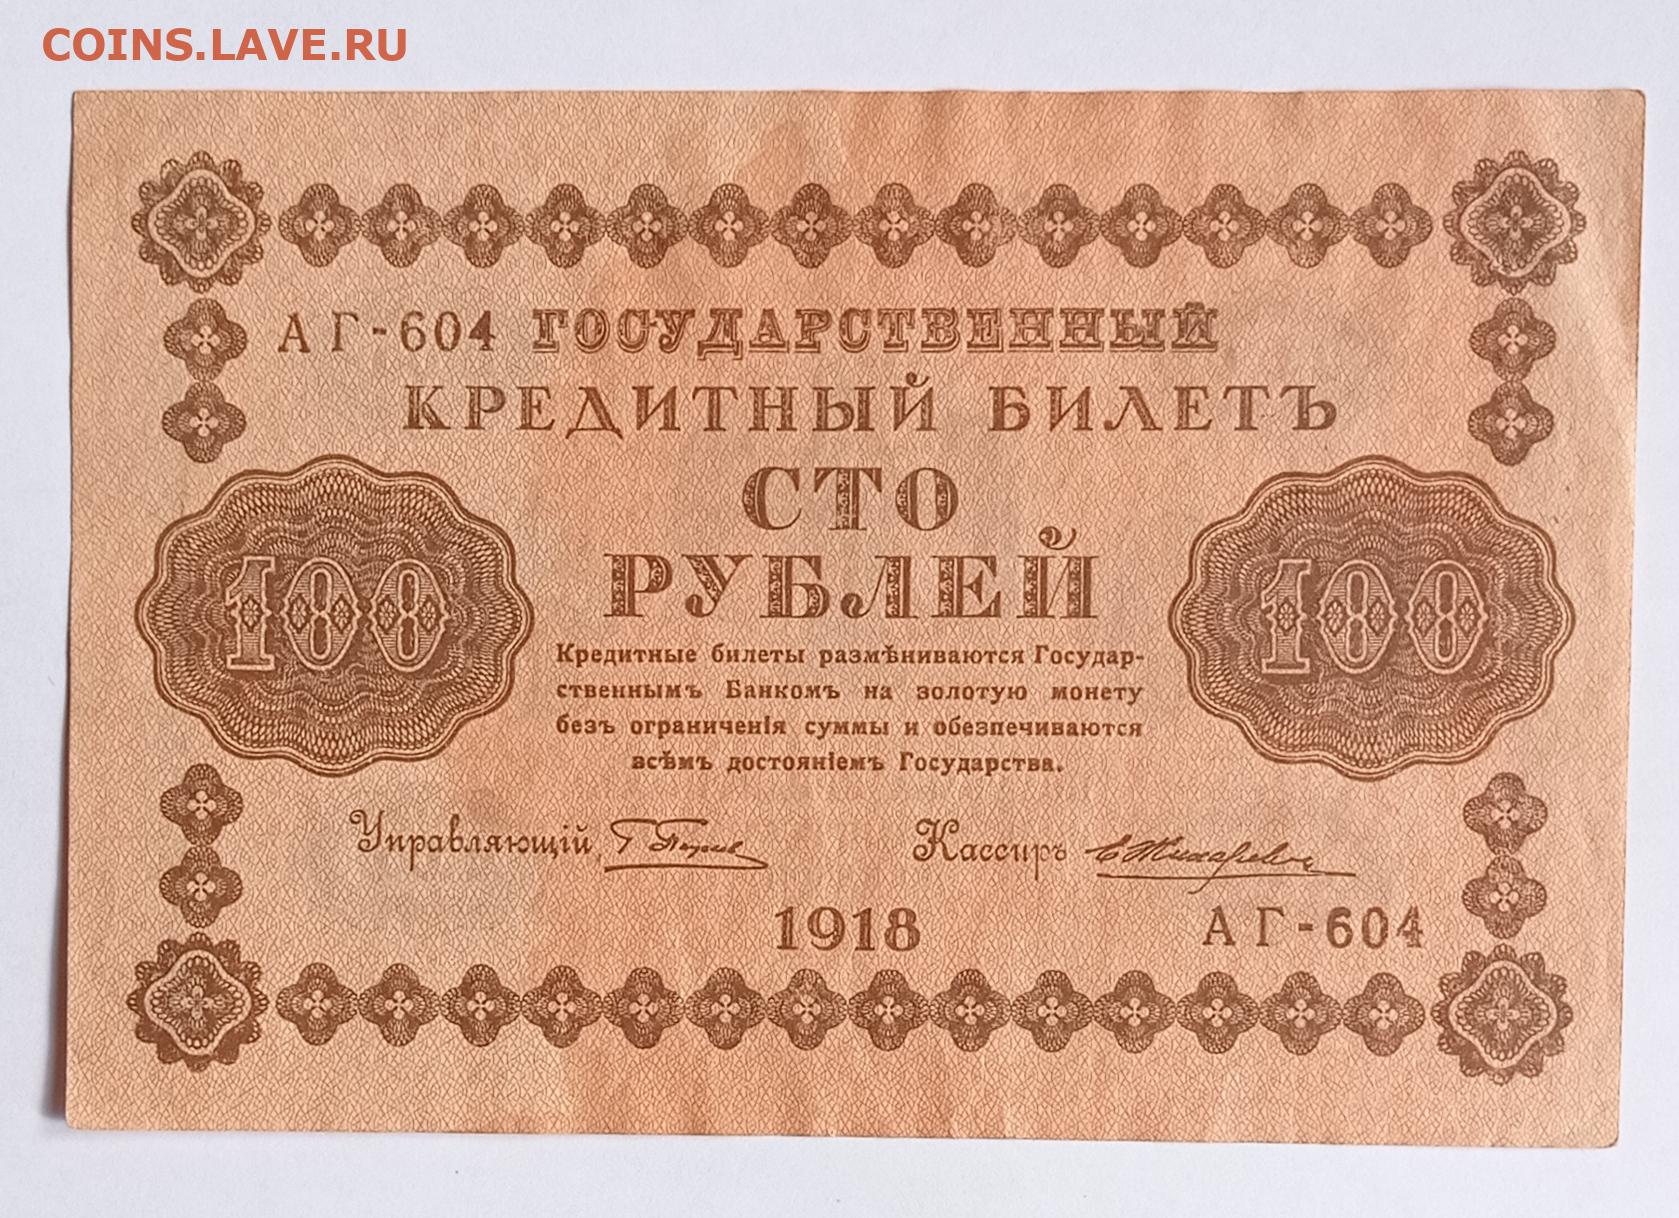 COINS.LAVE.RU
АГ-604 ГОСУДАРСТВЕННЫЙ
КРЕДИТНЫЙ БИЛЕТЪ
СТО
РУБЛЕЙ
100
100
Кредитные билеты размѣниваются Государ-
ственнымъ Банкомъ на золотую монету
безъ ограниченія суммы и обезпечиваются
всѣмъ достояніемъ Государства.
Управляющій
Кассиръ
1918
АГ-604